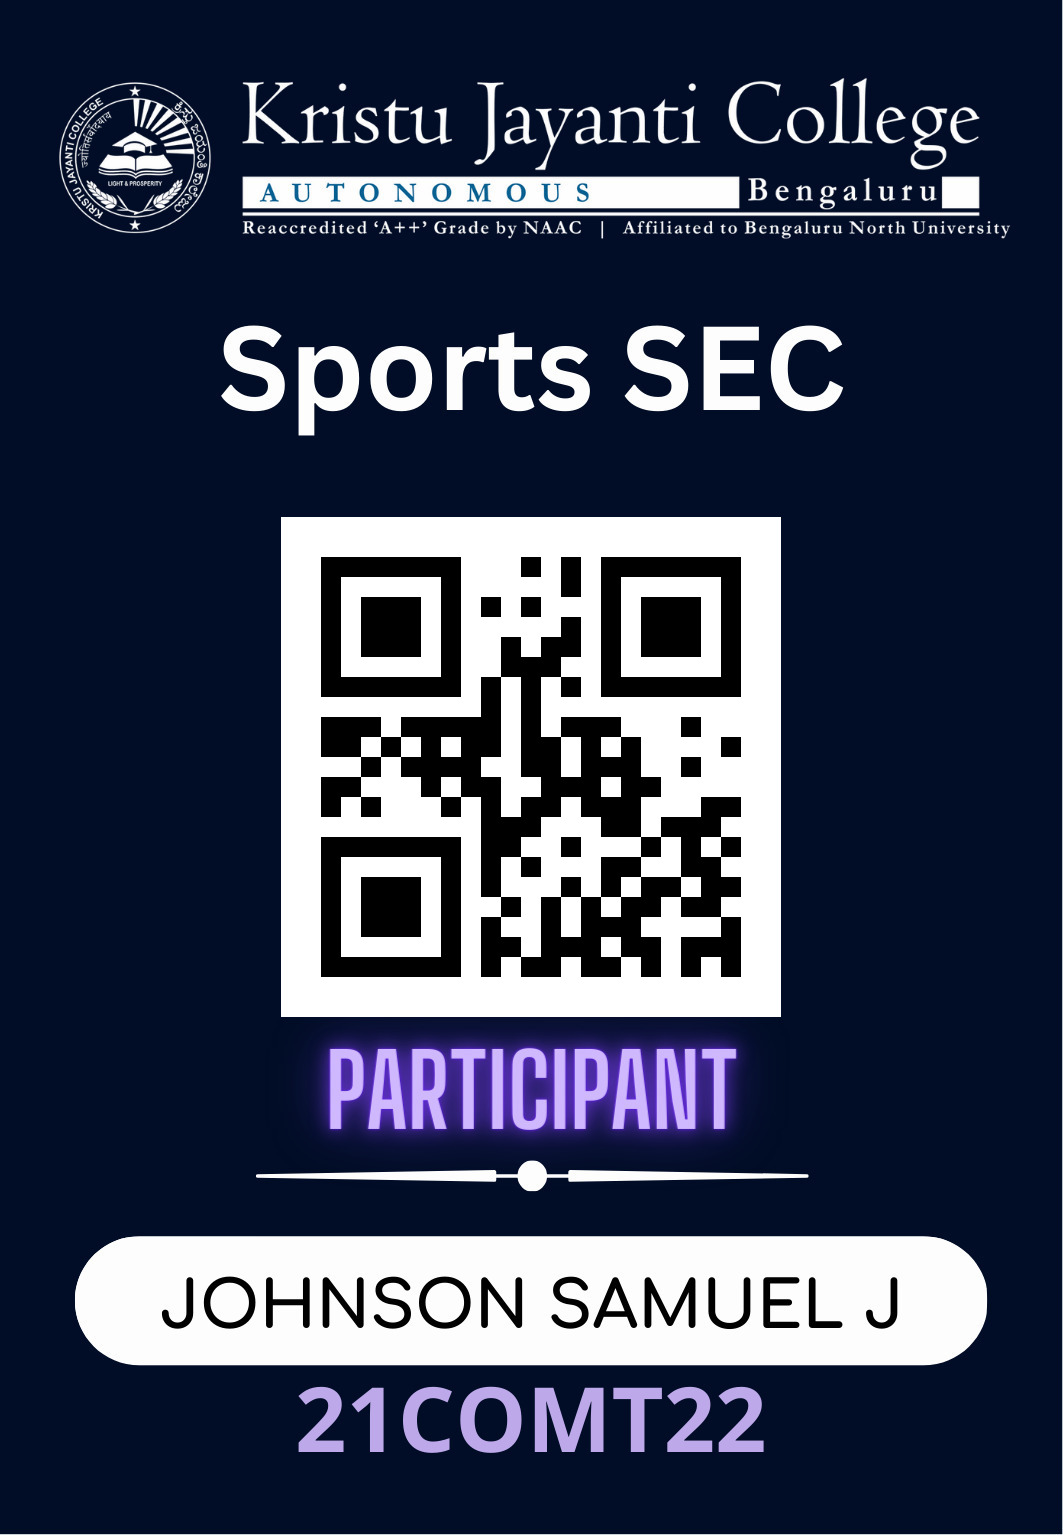 Kristu Jayanti College
AUTONOMOUS Bengaluru
Reaccredited ‘A++’ Grade by NAAC | Affiliated to Bengaluru North University
KRISTU JAYANTI COLLEGE
ಕ್ರಿಸ್ತು ಜಯಂತಿ ಕಾಲೇಜು
LIGHT & PROSPERITY
Sports SEC
PARTICIPANT
JOHNSON SAMUEL J
21COMT22